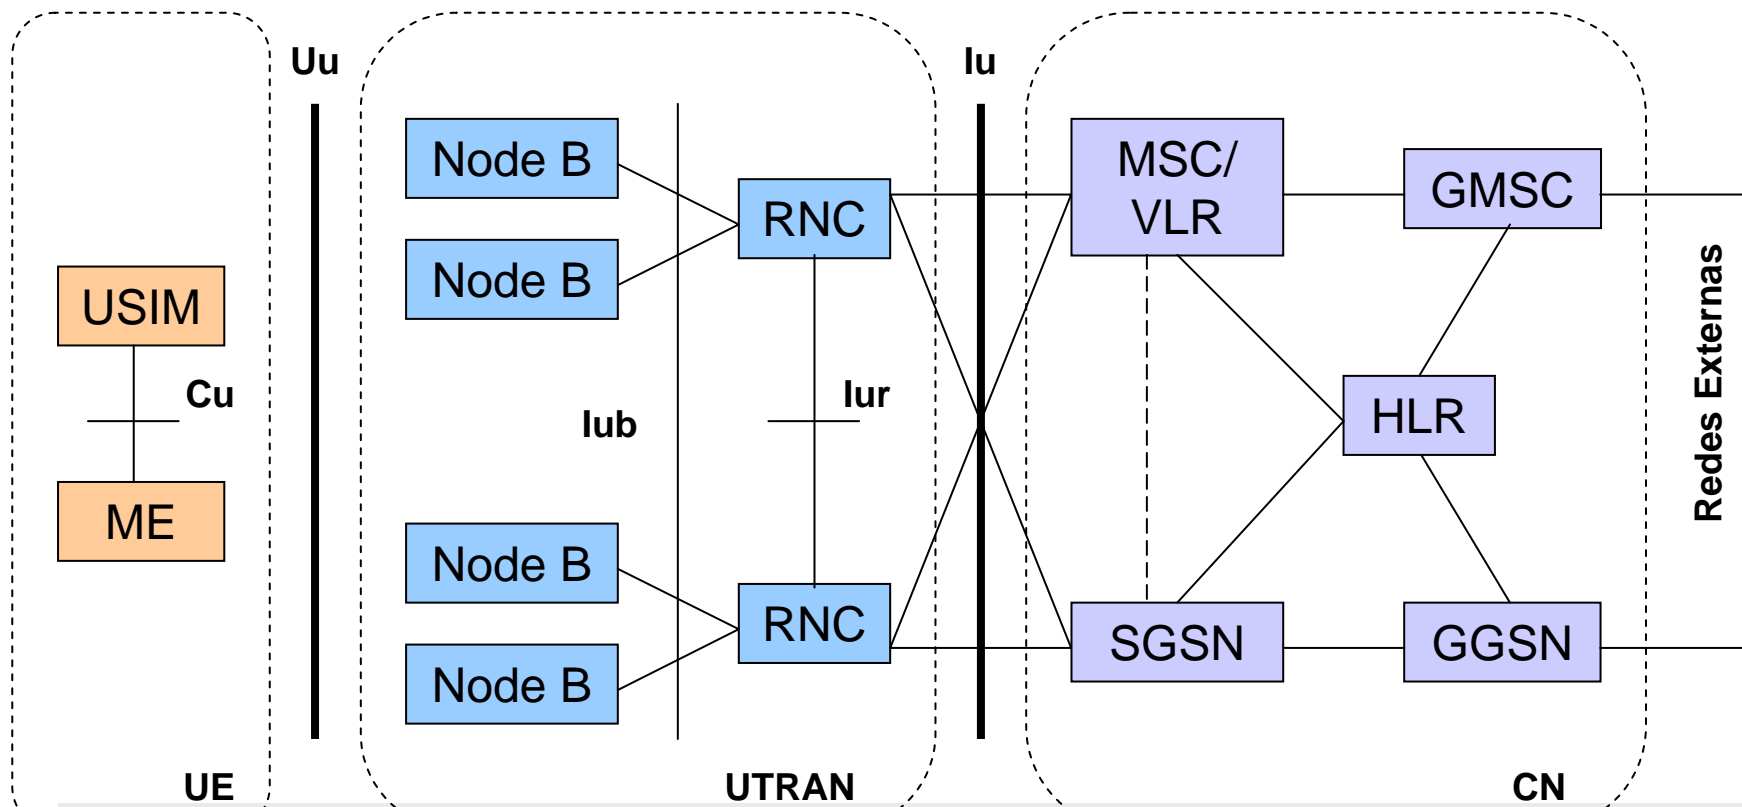 Uu
Iu
Node B
Node B
RNC
MSC/
VLR
GMSC
USIM
Cu
ME
Iub
Iur
HLR
Redes Externas
Node B
Node B
RNC
SGSN
GGSN
UE
UTRAN
CN